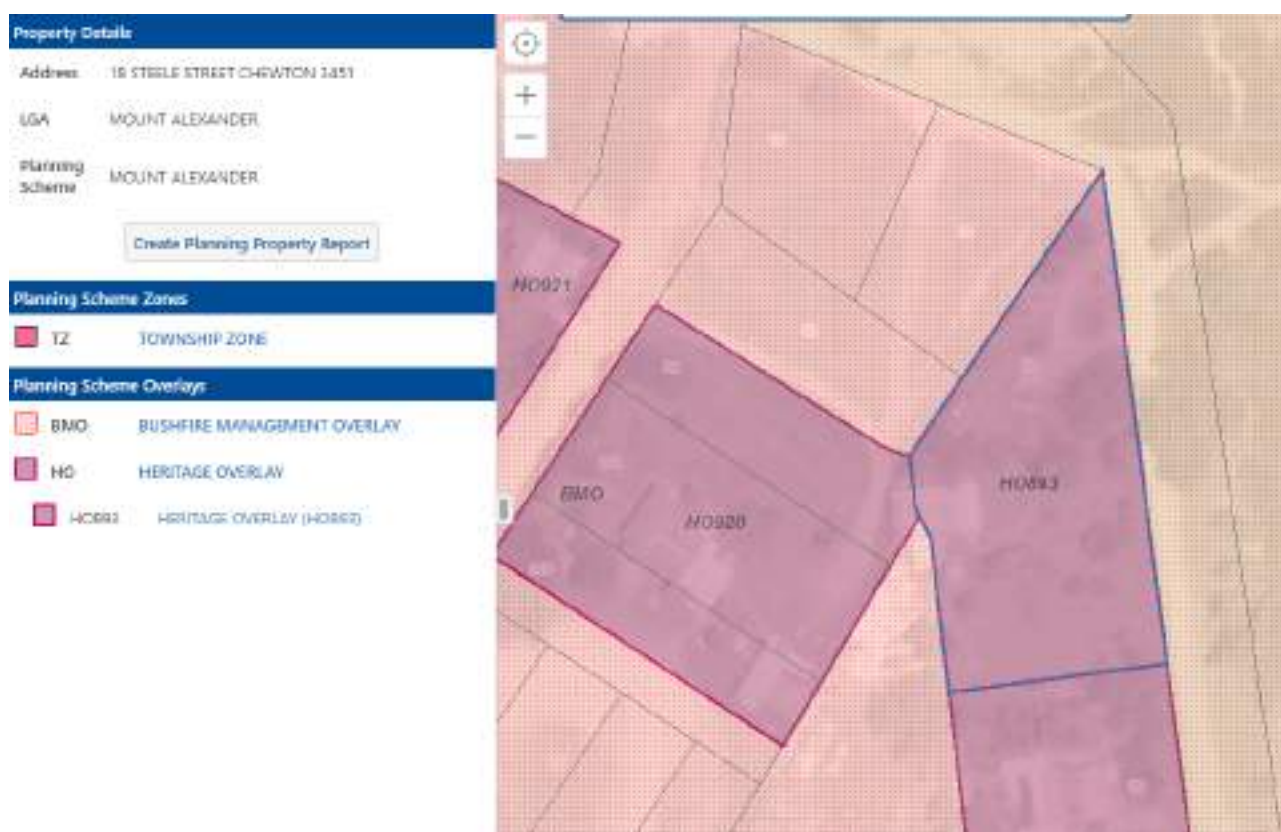 Property Details
Address 18 STEELE STREET CHEWTON 3451
LGA MOUNT ALEXANDER
Planning Scheme MOUNT ALEXANDER
Create Planning Property Report
Planning Scheme Zones
TZ TOWNSHIP ZONE
Planning Scheme Overlays
BMO BUSHFIRE MANAGEMENT OVERLAY
HO HERITAGE OVERLAY
HO893 HERITAGE OVERLAY (HO893)
HO921
BMO
HO920
HO893